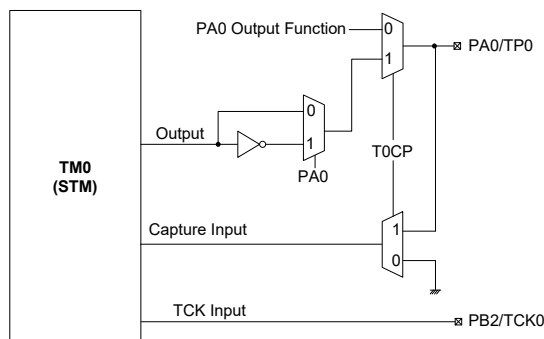 PA0 Output Function
0
1
PA0/TP0
0
1
Output
PA0
T0CP
TM0
(STM)
Capture Input
1
0
TCK Input
PB2/TCK0